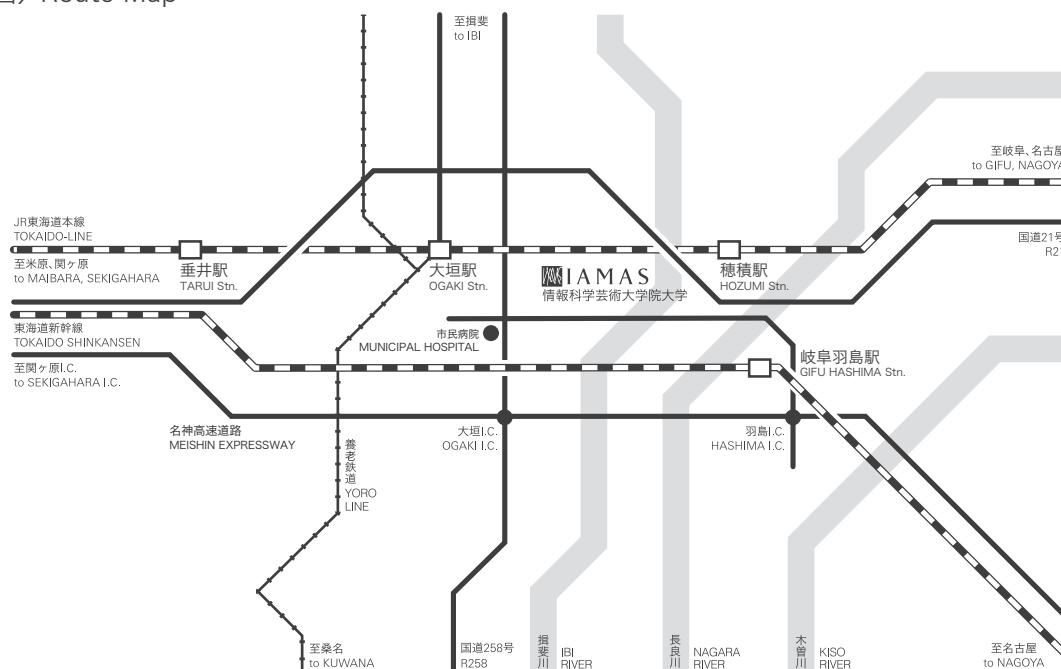 Route Map
至揖斐
to IBI
至岐阜、名古屋
to GIFU, NAGOYA
JR東海道本線
TOKAIDO-LINE
至米原、関ヶ原
to MAIBARA, SEKIGAHARA
垂井駅
TARUI Stn.
大垣駅
OGAKI Stn.
IAMAS
情報科学芸術大学院大学
穂積駅
HOZUMI Stn.
国道21号
東海道新幹線
TOKAIDO SHINKANSEN
至関ヶ原I.C.
to SEKIGAHARA I.C.
市民病院
MUNICIPAL HOSPITAL
岐阜羽島駅
GIFU HASHIMA Stn.
名神高速道路
MEISHIN EXPRESSWAY
大垣I.C.
OGAKI I.C.
羽島I.C.
HASHIMA I.C.
養老鉄道
YORO
LINE
至桑名
to KUWANA
国道258号
R258
揖斐川
IBI
RIVER
長良川
NAGARA
RIVER
木曽川
KISO
RIVER
至名古屋
to NAGOYA